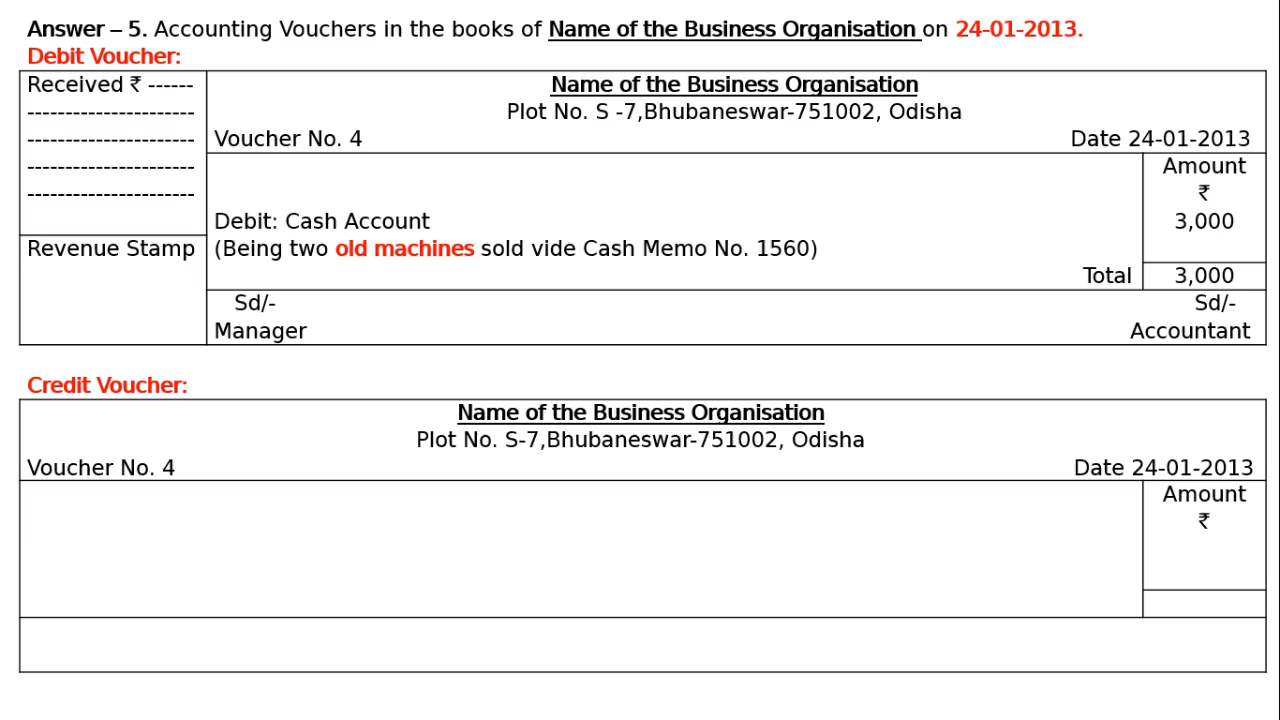 Answer – 5. Accounting Vouchers in the books of Name of the Business Organisation on 24-01-2013.
Debit Voucher:
Received ₹ ------
----------------------
----------------------
----------------------
----------------------
Revenue Stamp
Name of the Business Organisation
Plot No. S -7,Bhubaneswar-751002, Odisha
Voucher No. 4 Date 24-01-2013
Amount
₹
Debit: Cash Account 3,000
(Being two old machines sold vide Cash Memo No. 1560)
Total 3,000
Sd/- Sd/-
Manager Accountant
Credit Voucher:
Name of the Business Organisation
Plot No. S-7,Bhubaneswar-751002, Odisha
Voucher No. 4 Date 24-01-2013
Amount
₹